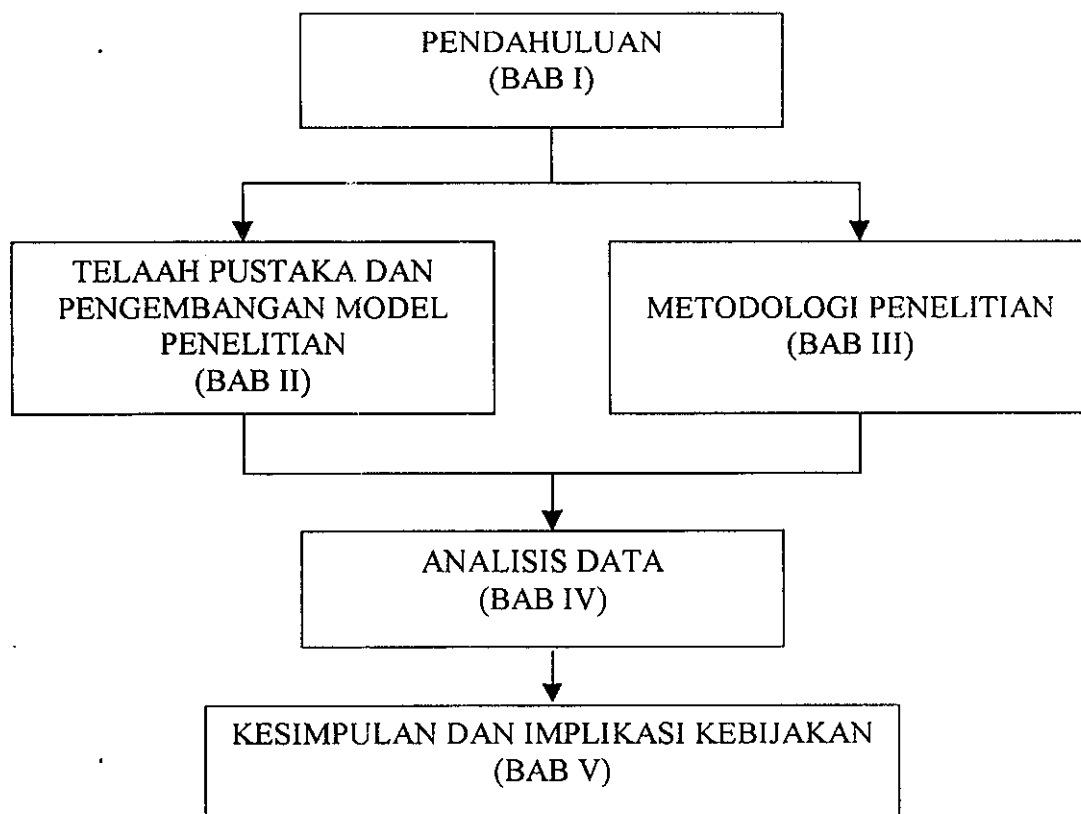 PENDAHULUAN
(BAB I)
TELAAH PUSTAKA DAN
PENGEMBANGAN MODEL
PENELITIAN
(BAB II)
METODOLOGI PENELITIAN
(BAB III)
ANALISIS DATA
(BAB IV)
KESIMPULAN DAN IMPLIKASI KEBIJAKAN
(BAB V)